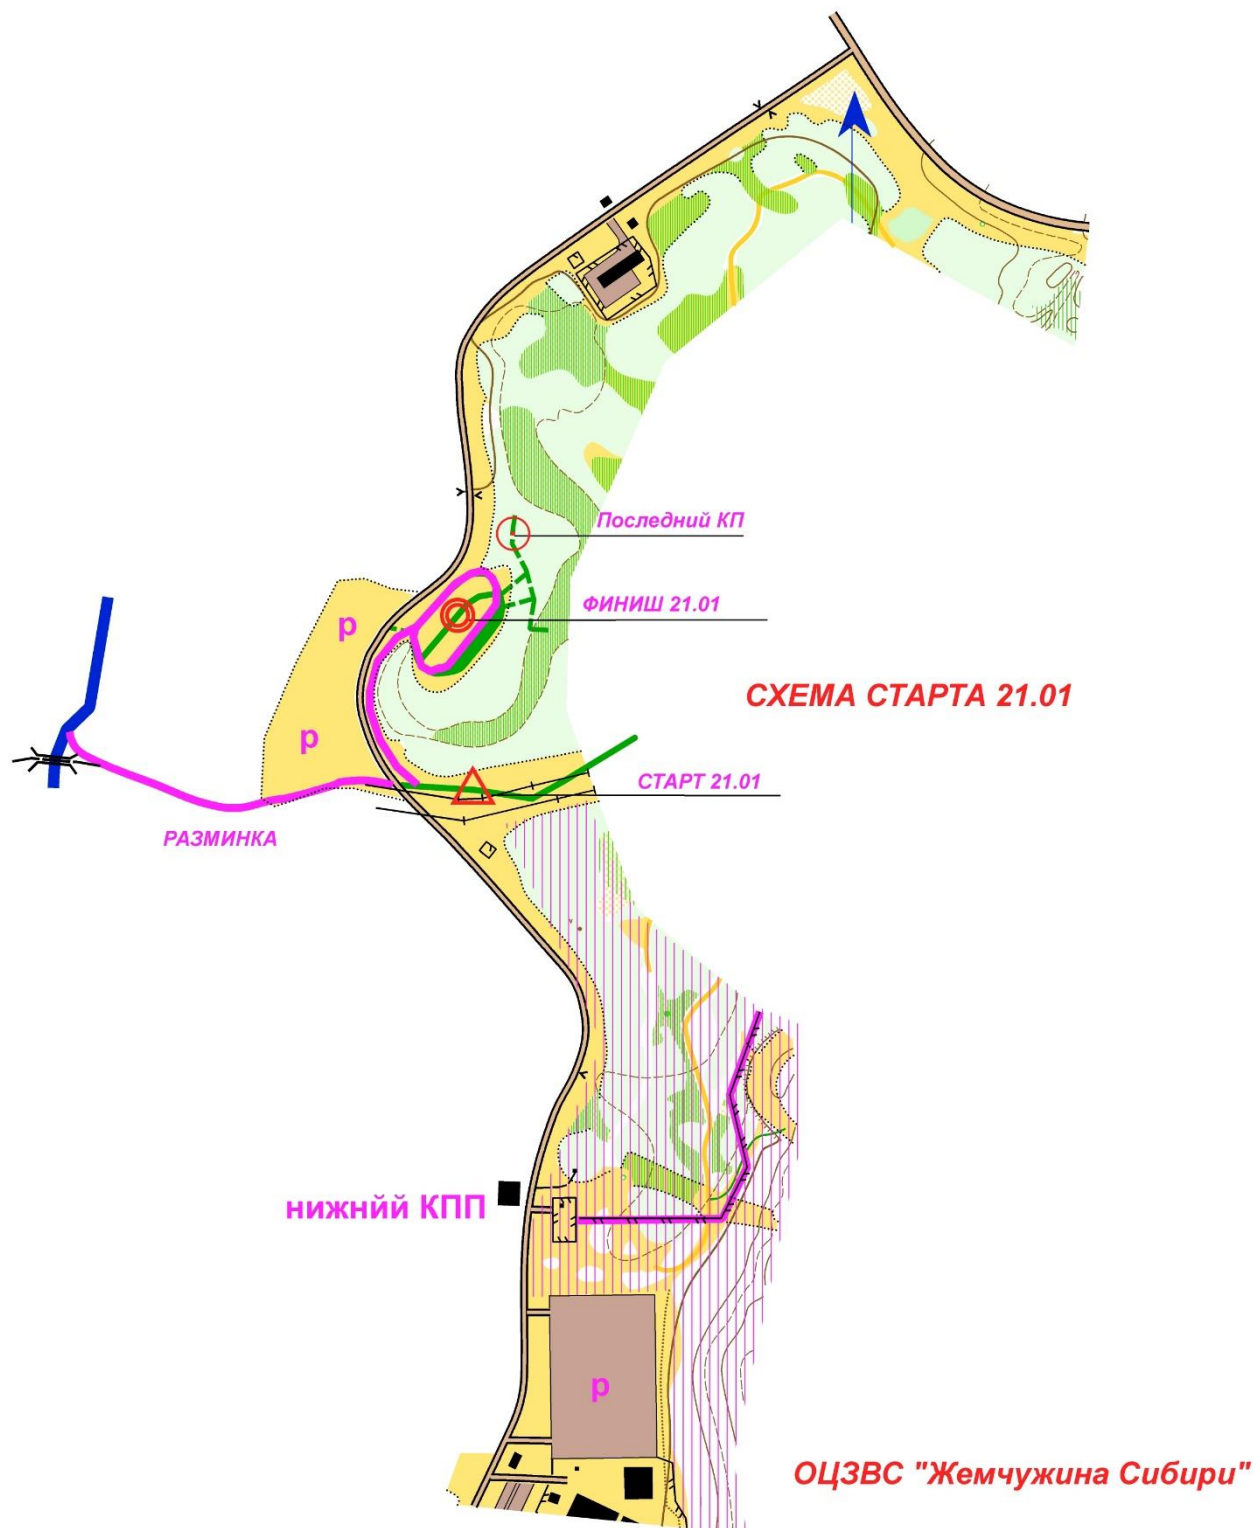 Последний КП
ФИНИШ 21.01
р
СХЕМА СТАРТА 21.01
р
СТАРТ 21.01
РАЗМИНКА
нижнйй КПП
р
ОЦЗВС "Жемчужина Сибири"